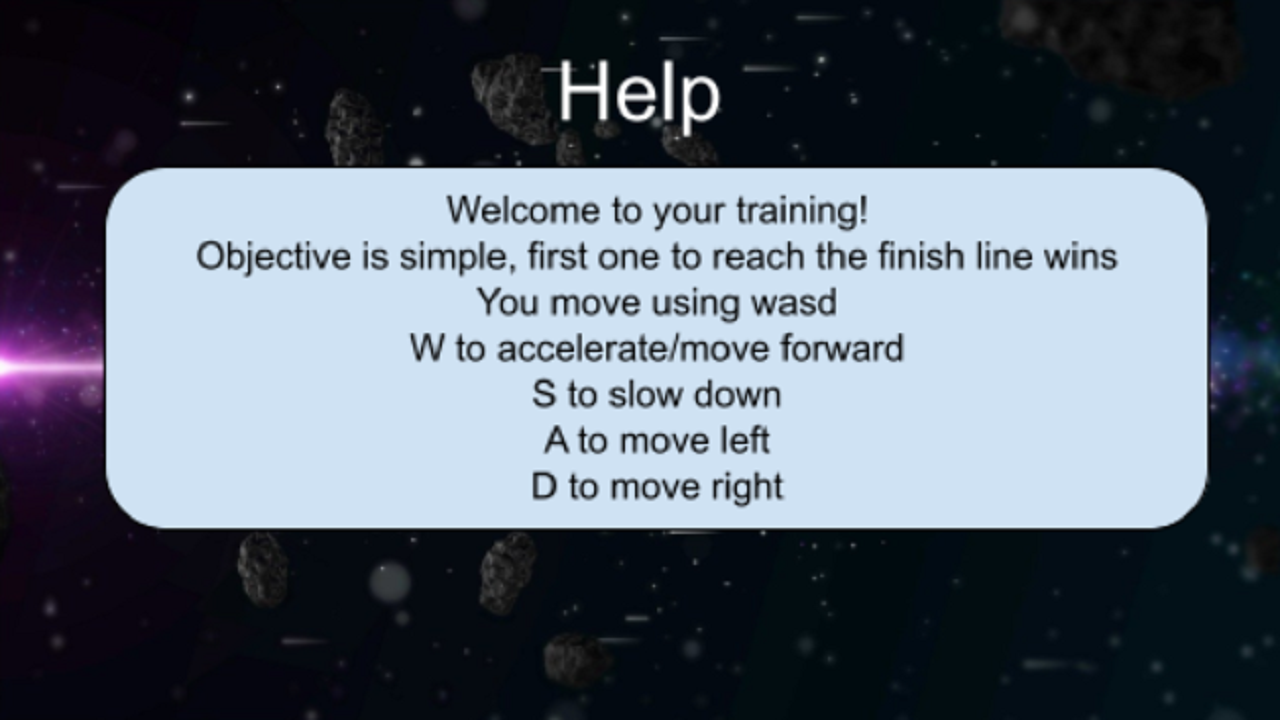 Help
Welcome to your training!
Objective is simple, first one to reach the finish line wins
You move using wasd
W to accelerate/move forward
S to slow down
A to move left
D to move right